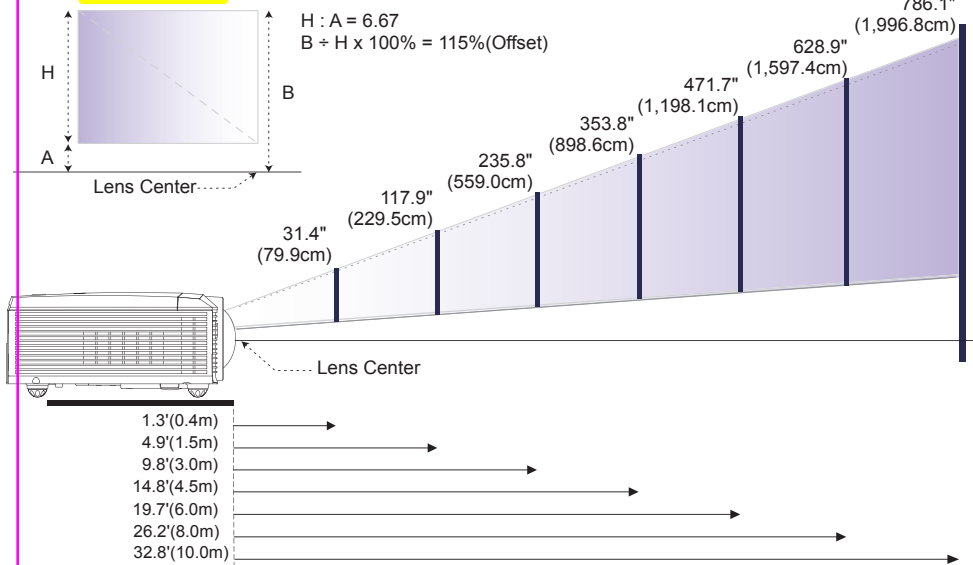 H : A = 6.67
B ÷ H x 100% = 115%(Offset)
H
B
A
Lens Center
786.1"
(1,996.8cm)
628.9"
(1,597.4cm)
471.7"
(1,198.1cm)
353.8"
(898.6cm)
235.8"
(559.0cm)
117.9"
(229.5cm)
31.4"
(79.9cm)
Lens Center
1.3'(0.4m)
4.9'(1.5m)
9.8'(3.0m)
14.8'(4.5m)
19.7'(6.0m)
26.2'(8.0m)
32.8'(10.0m)